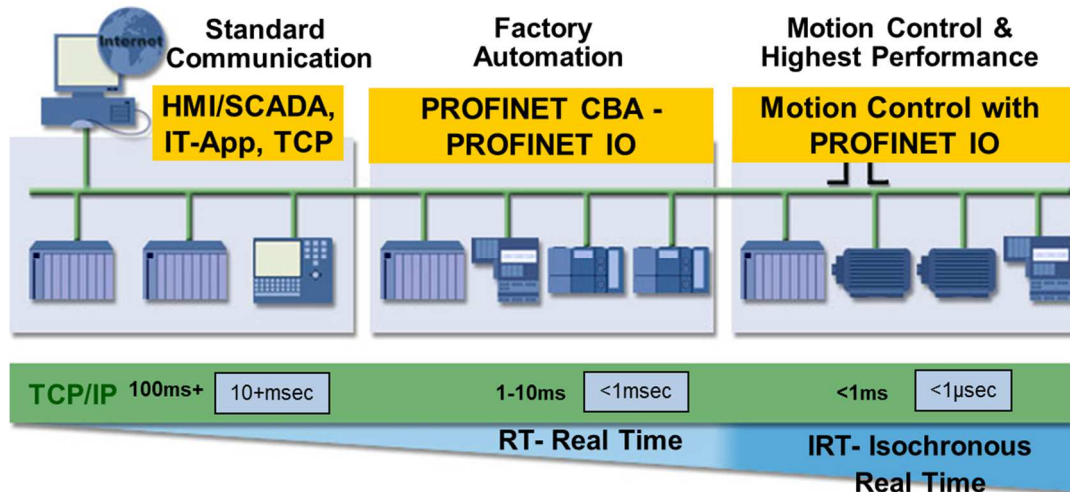 Internet
Standard
Communication
Factory
Automation
Motion Control &
Highest Performance
HMI/SCADA,
IT-App, TCP
PROFINET CBA -
PROFINET IO
Motion Control with
PROFINET IO
TCP/IP 100ms+ 10+msec 1-10ms <1msec <1ms <1µsec
RT- Real Time
IRT- Isochronous
Real Time